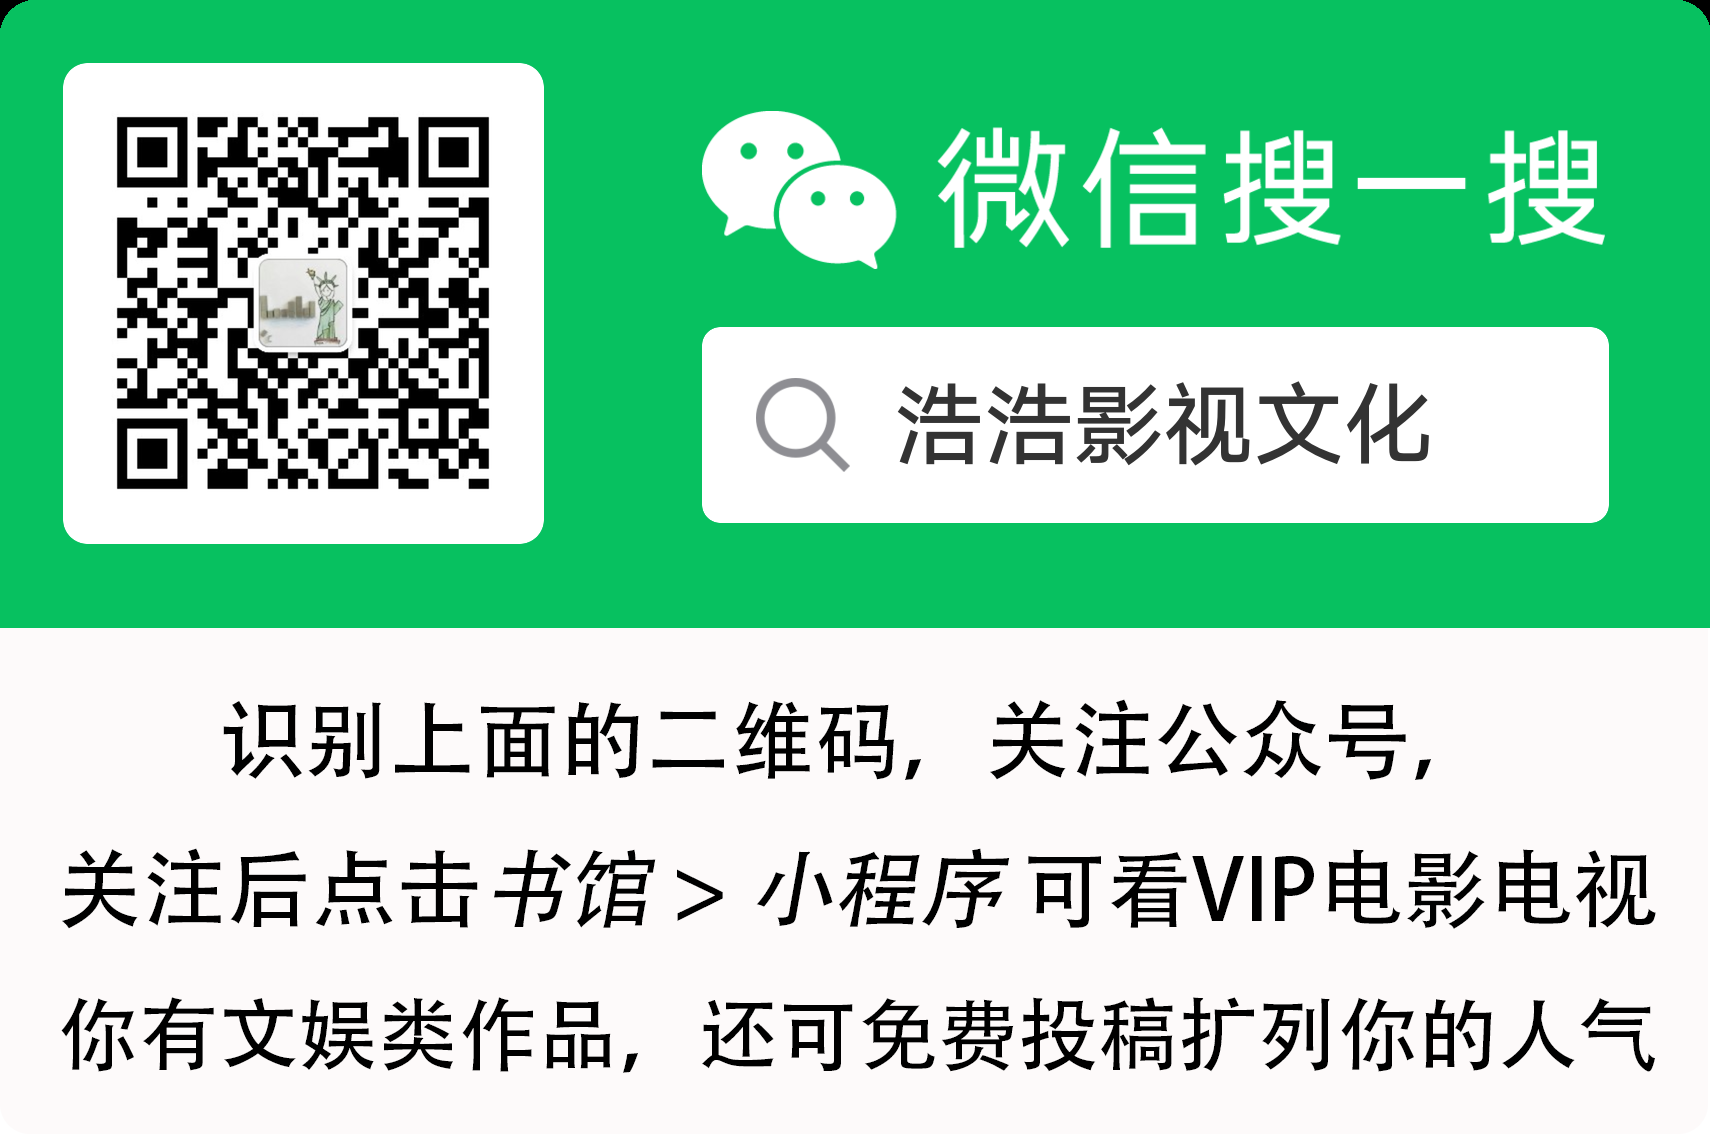 微信搜一搜
浩浩影视文化
识别上面的二维码，关注公众号，
关注后点击书馆 > 小程序 可看VIP电影电视
你有文娱类作品，还可免费投稿扩列你的人气